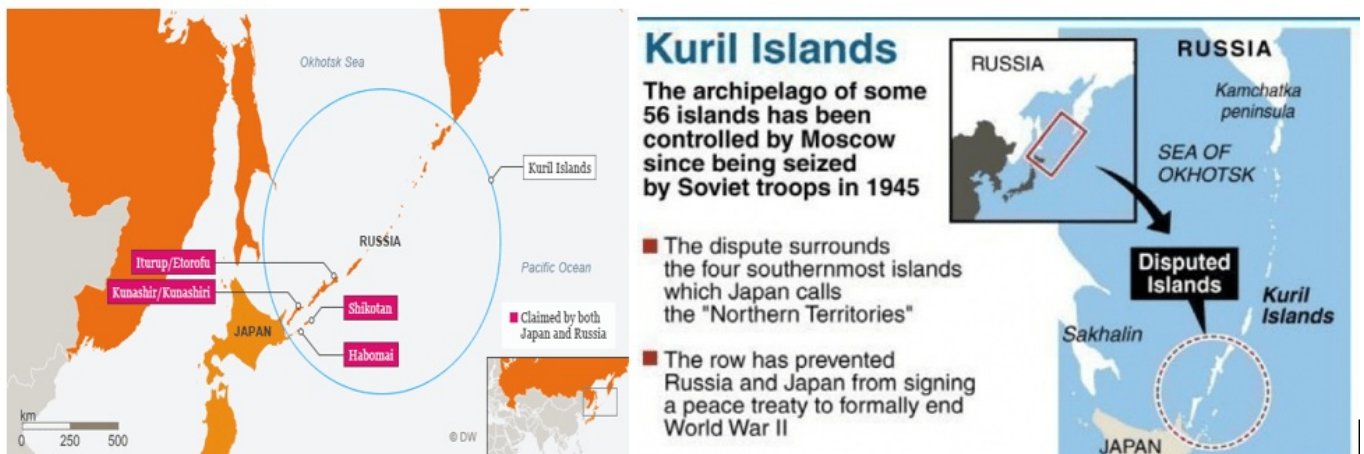 Okhotsk Sea
Kuril Islands
RUSSIA
Iturup/Etorofu
Pacific Ocean
Kunashir/Kunashiri
Shikotan
Claimed by both
Japan and Russia
JAPAN
Habomai
km
0 250 500
© DW
Kuril Islands
The archipelago of some
56 islands has been
controlled by Moscow
since being seized
by Soviet troops in 1945
The dispute surrounds
the four southernmost islands
which Japan calls
the "Northern Territories"
The row has prevented
Russia and Japan from signing
a peace treaty to formally end
World War II
RUSSIA
RUSSIA
Kamchatka
peninsula
SEA OF
OKHOTSK
Disputed
Islands
Kuril
Islands
Sakhalin
JAPAN